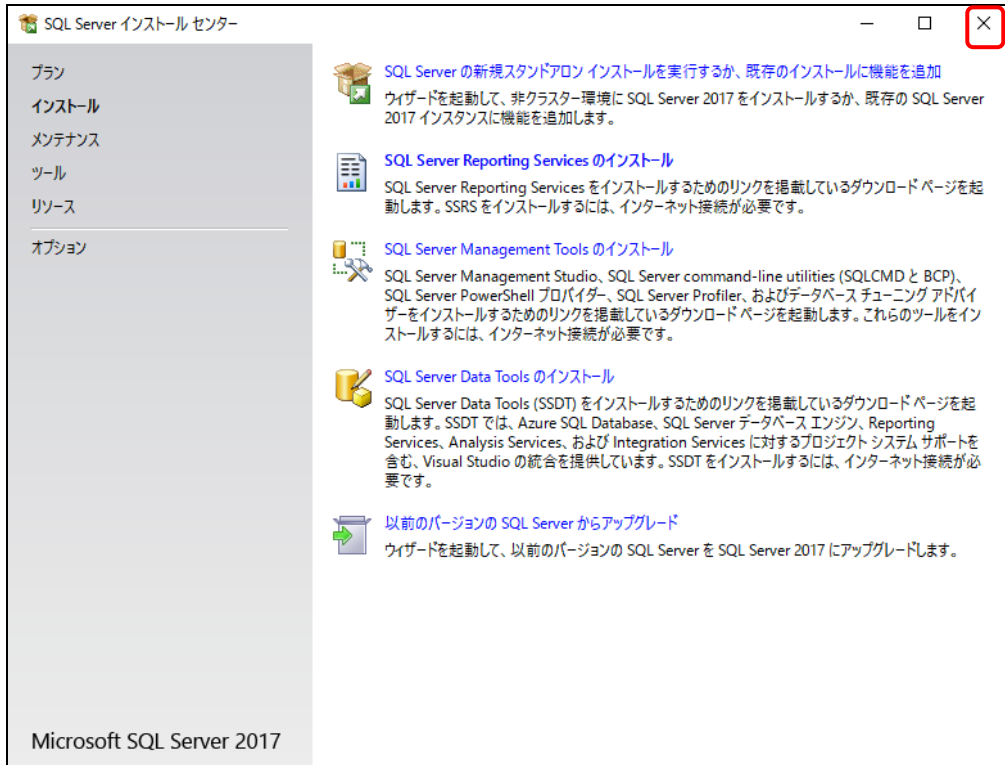 SQL Server インストール センター
プラン
インストール
メンテナンス
ツール
リソース
オプション
SQL Server の新規スタンドアロン インストールを実行するか、既存のインストールに機能を追加
ウィザードを起動して、非クラスター環境に SQL Server 2017 をインストールするか、既存の SQL Server
2017 インスタンスに機能を追加します。
SQL Server Reporting Services のインストール
SQL Server Reporting Services をインストールするためのリンクを掲載しているダウンロード ページを起
動します。SSRS をインストールするには、インターネット接続が必要です。
SQL Server Management Tools のインストール
SQL Server Management Studio、SQL Server command-line utilities (SQLCMD と BCP)、
SQL Server PowerShell プロバイダー、SQL Server Profiler、およびデータベース チューニング アドバイ
ザーをインストールするためのリンクを掲載しているダウンロード ページを起動します。これらのツールをイン
ストールするには、インターネット接続が必要です。
SQL Server Data Tools のインストール
SQL Server Data Tools (SSDT) をインストールするためのリンクを掲載しているダウンロード ページを起
動します。SSDT では、Azure SQL Database、SQL Server データベース エンジン、Reporting
Services、Analysis Services、および Integration Services に対するプロジェクト システム サポートを
含む、Visual Studio の統合を提供しています。SSDT をインストールするには、インターネット接続が必
要です。
以前のバージョンの SQL Server からアップグレード
ウィザードを起動して、以前のバージョンの SQL Server を SQL Server 2017 にアップグレードします。
Microsoft SQL Server 2017